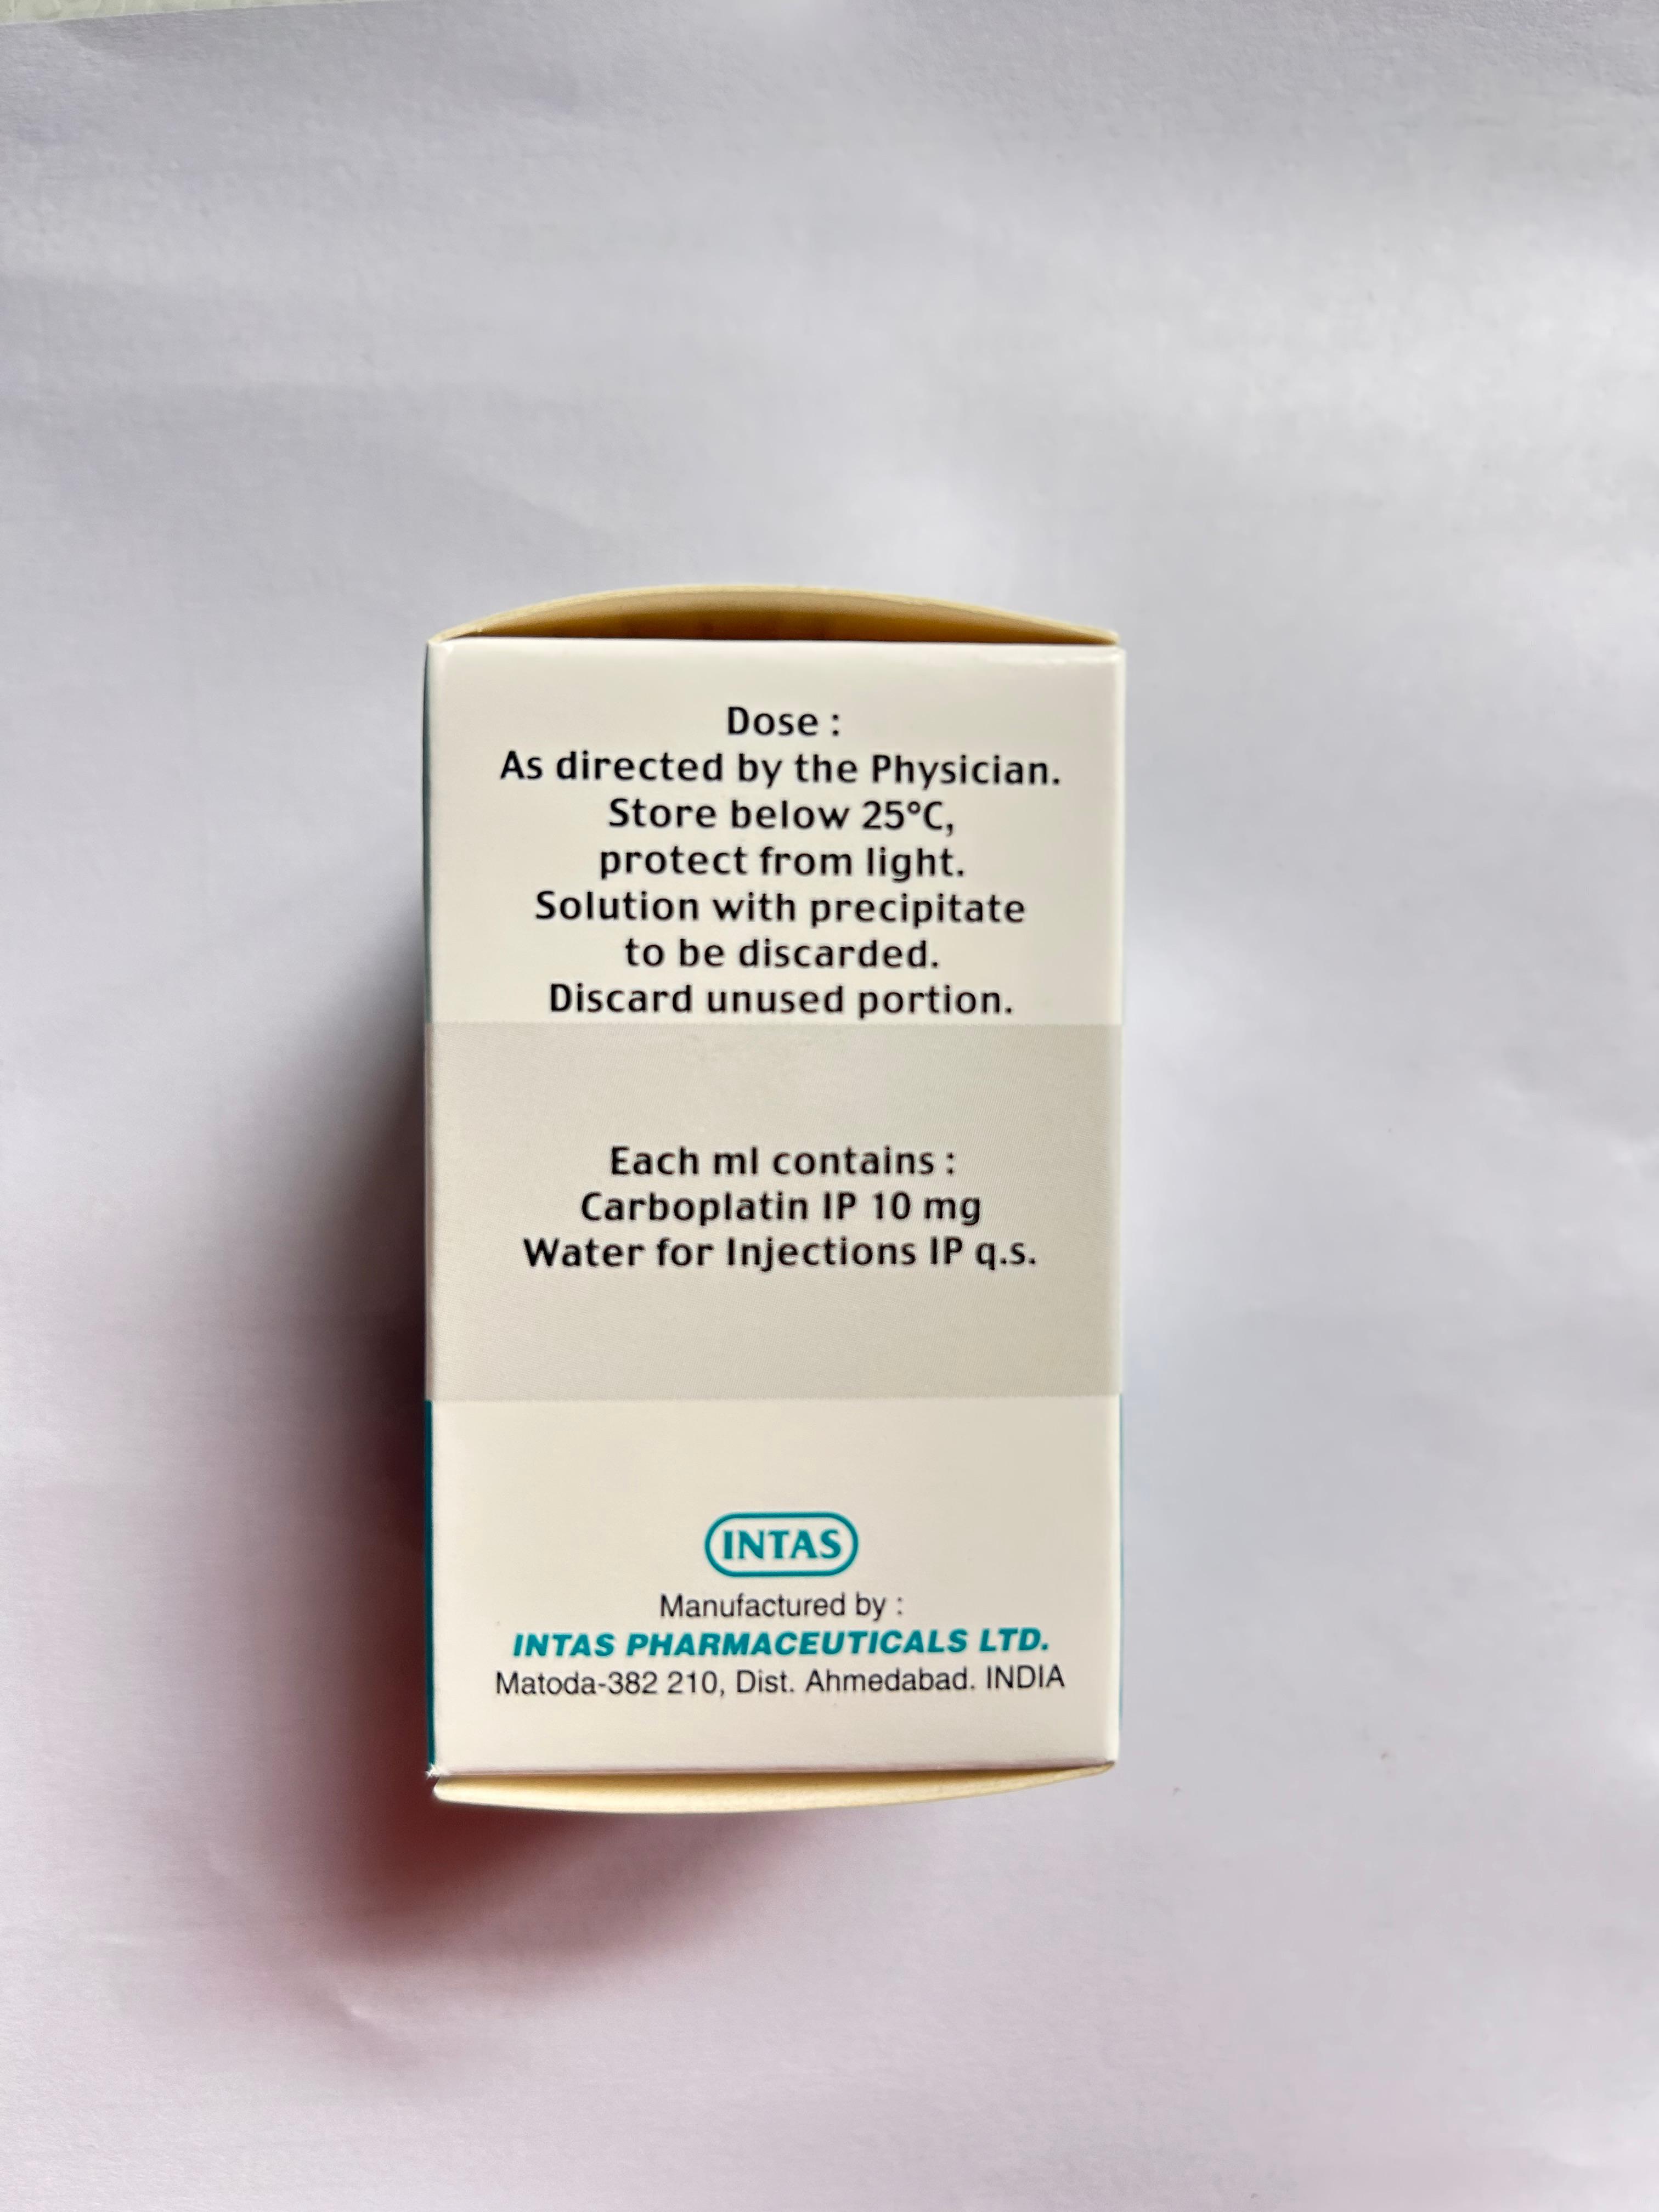 Dose :
As directed by the Physician.
Store below 25°C,
protect from light.
Solution with precipitate
to be discarded.
Discard unused portion.
Each ml contains :
Carboplatin IP 10 mg
Water for Injections IP q.s.
INTAS
Manufactured by :
INTAS PHARMACEUTICALS LTD.
Matoda-382 210, Dist. Ahmedabad. INDIA